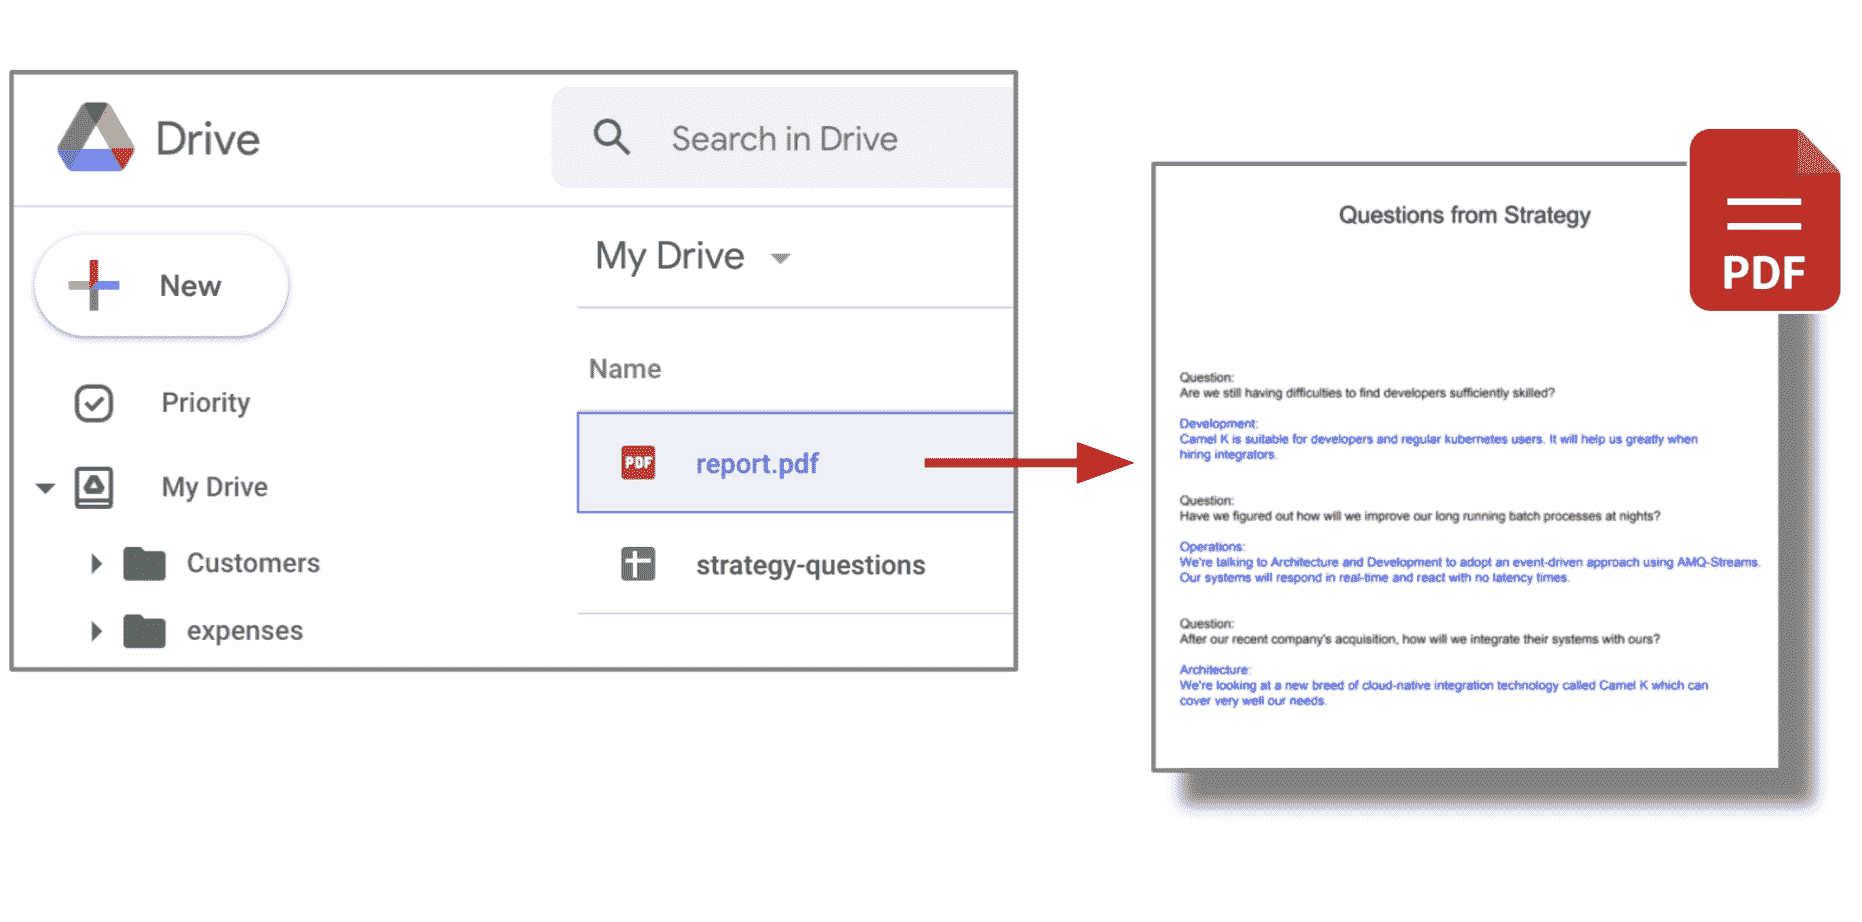 Drive
Search in Drive
New
Priority
My Drive
Customers
expenses
My Drive
Name
PDF
report.pdf
strategy-questions
PDF
Questions from Strategy
Question:
Are we still having difficulties to find developers sufficiently skilled?
Development:
Camel K is suitable for developers and regular kubernetes users. It will help us greatly when
hiring integrators.
Question:
Have we figured out how will we improve our long running batch processes at nights?
Operations:
We're talking to Architecture and Development to adopt an event-driven approach using AMQ-Streams.
Our systems will respond in real-time and react with no latency times.
Question:
After our recent company's acquisition, how will we integrate their systems with ours?
Architecture:
We're looking at a new breed of cloud-native integration technology called Camel K which can
cover very well our needs.